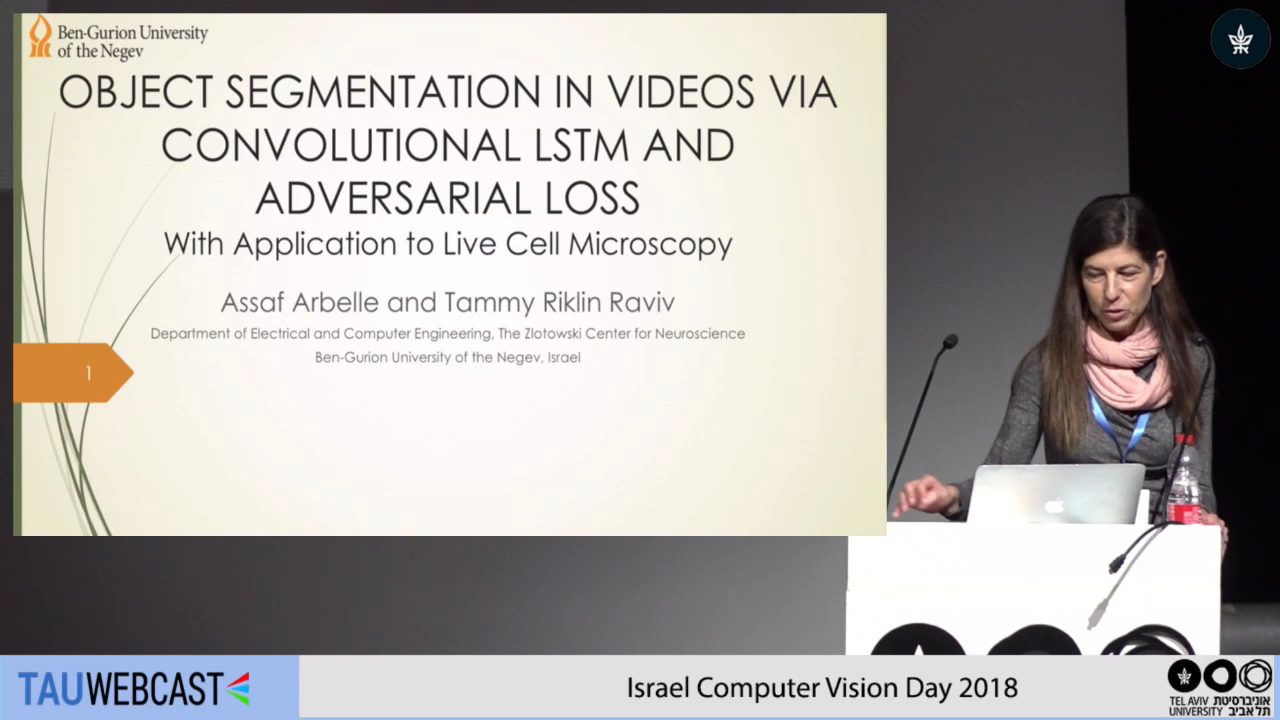 Ben-Gurion University
of the Negev
OBJECT SEGMENTATION IN VIDEOS VIA
CONVOLUTIONAL LSTM AND
ADVERSARIAL LOSS
With Application to Live Cell Microscopy
Assaf Arbelle and Tammy Riklin Raviv
Department of Electrical and Computer Engineering, The Zlotowski Center for Neuroscience
Ben-Gurion University of the Negev, Israel
1
TAUWEBCAST
Israel Computer Vision Day 2018
TEL AVIV אוניברסיטת
UNIVERSITY תל אביב